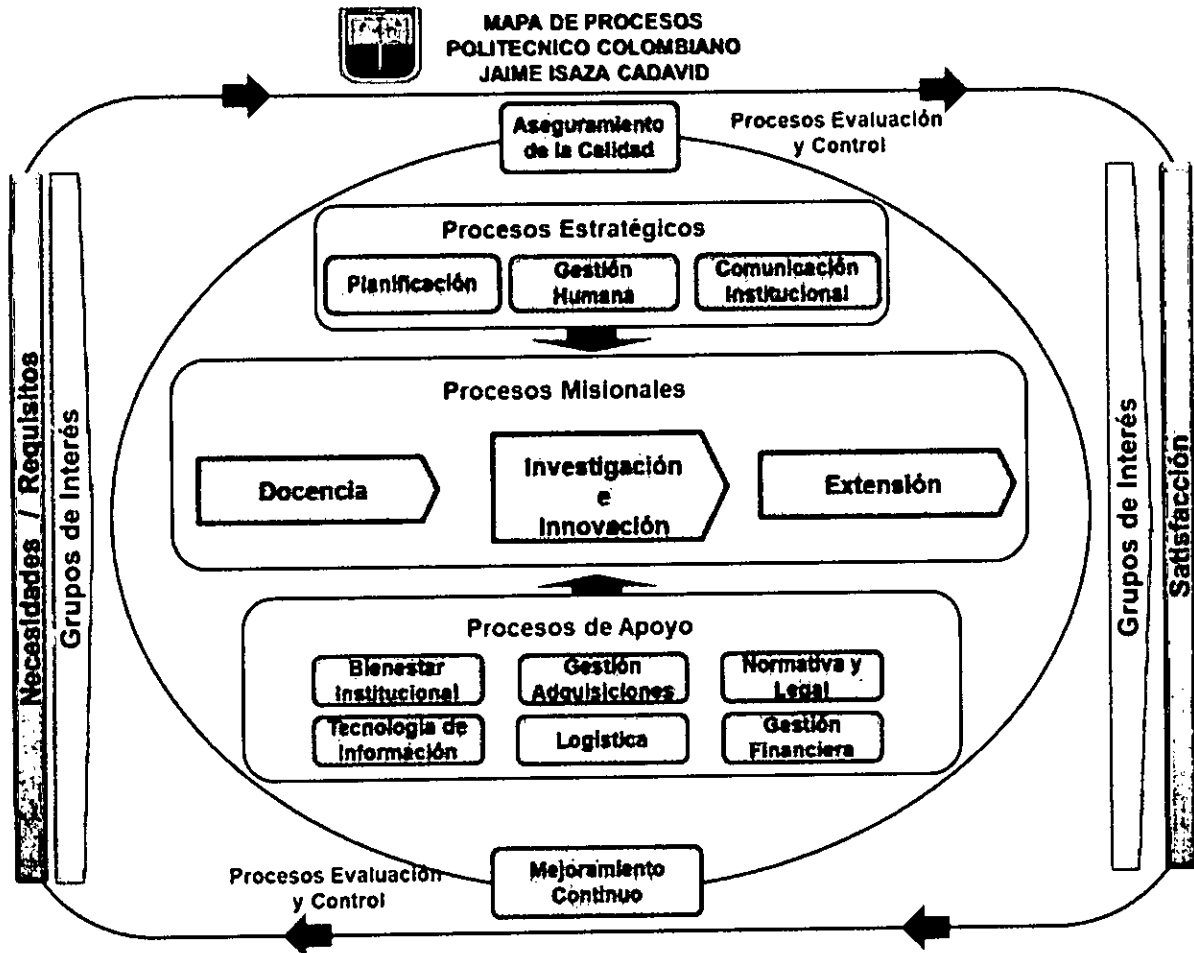 MAPA DE PROCESOS
POLITECNICO COLOMBIANO
JAIME ISAZA CADAVID
Aseguramiento
de la Calidad
Procesos Evaluación
y Control
Procesos Estratégicos
Planificación
Gestión
Humana
Comunicación
Institucional
Necesidades / Requisitos
Grupos de Interés
Procesos Misionales
Docencia
Investigación
e
Innovación
Extensión
Grupos de Interés
Satisfacción
Procesos de Apoyo
Bienestar
Institucional
Gestión
Adquisiciones
Normativa y
Legal
Tecnología de
Información
Logística
Gestión
Financiera
Procesos Evaluación
y Control
Mejoramiento
Continuo